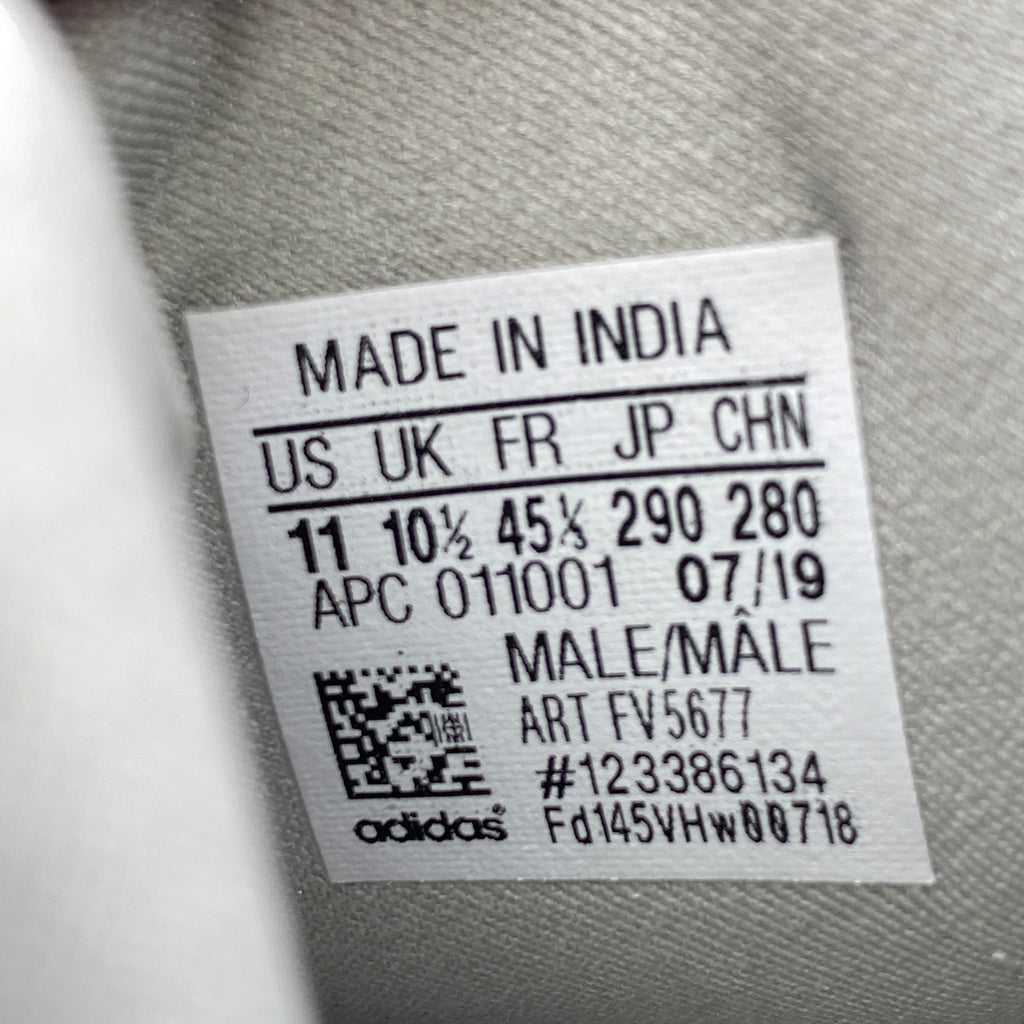 MADE IN INDIA
US UK FR JP CHN
11 10½ 45⅓ 290 280
APC 011001 07/19
MALE/MÂLE
ART FV5677
#123386134
adidas® Fd145VHw00718